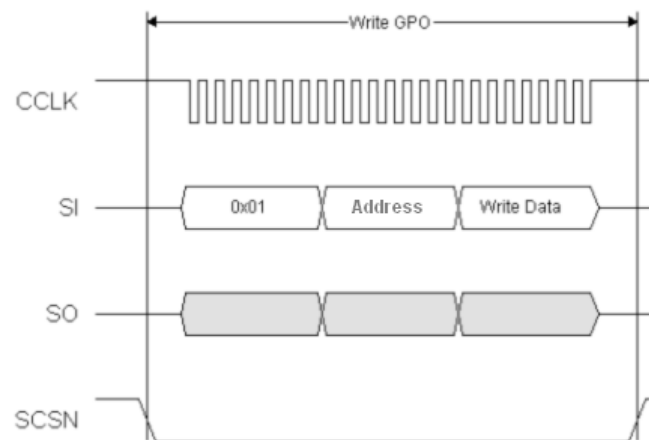 Write GPO
CCLK
SI
0x01
Address
Write Data
SO
SCSN